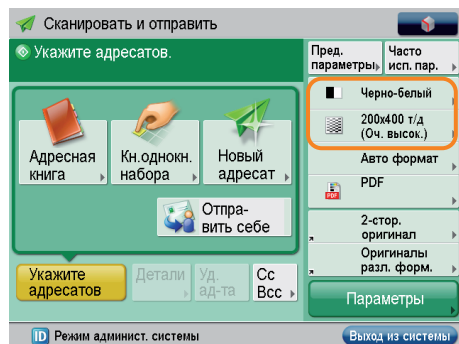 Сканировать и отправить
Укажите адресов.
Пред. параметры
Часто исп. пар.
Черно-белый
200x400 т/д
(Оч. высок.)
Авто формат
PDF
PDF
2-стор.
оригинал
Оригиналы
разл. форм.
Параметры
Адресная
книга
Кн.однокн.
набора
Новый
адресат
Отпра-
вить себе
Укажите
адресатов
Детали
Уд.
ад-та
Cc
Bcc
ID Режим админист. системы
Выход из системы